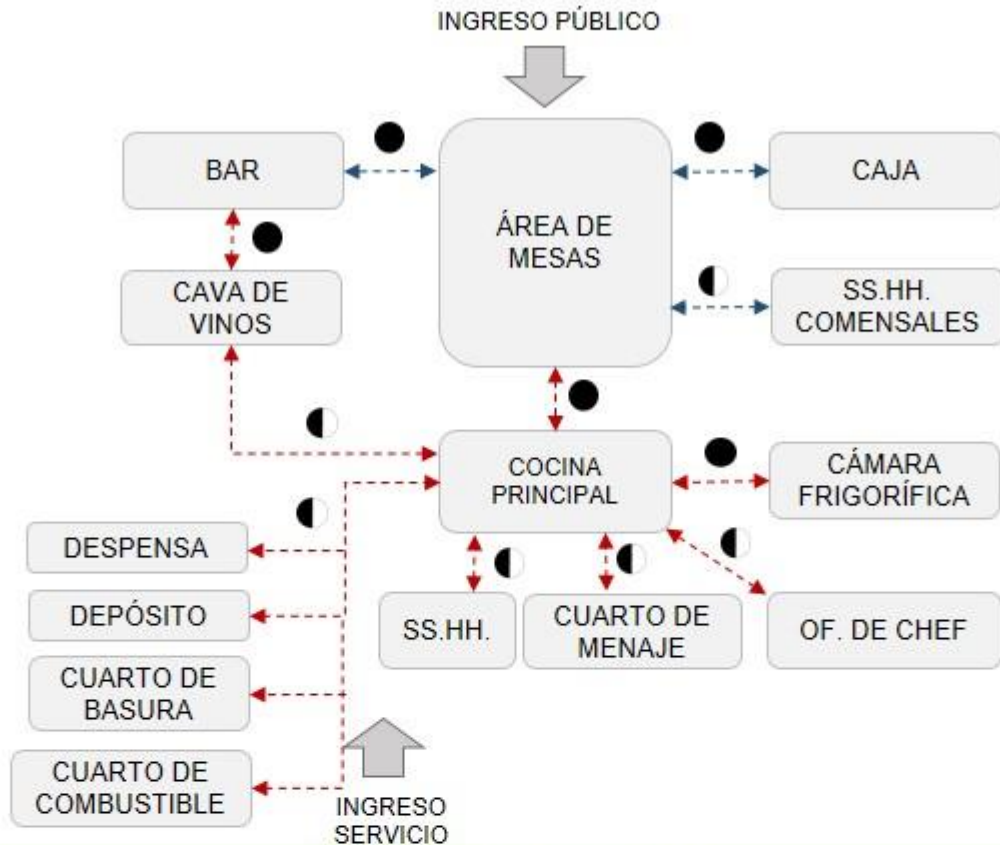 INGRESO PÚBLICO
BAR
ÁREA DE
MESAS
CAJA
CAVA DE
VINOS
SS.HH.
COMENSALES
COCINA
PRINCIPAL
CÁMARA
FRIGORÍFICA
DESPENSA
DEPÓSITO
SS.HH.
CUARTO DE
MENAJE
OF. DE CHEF
CUARTO DE
BASURA
CUARTO DE
COMBUSTIBLE
INGRESO
SERVICIO